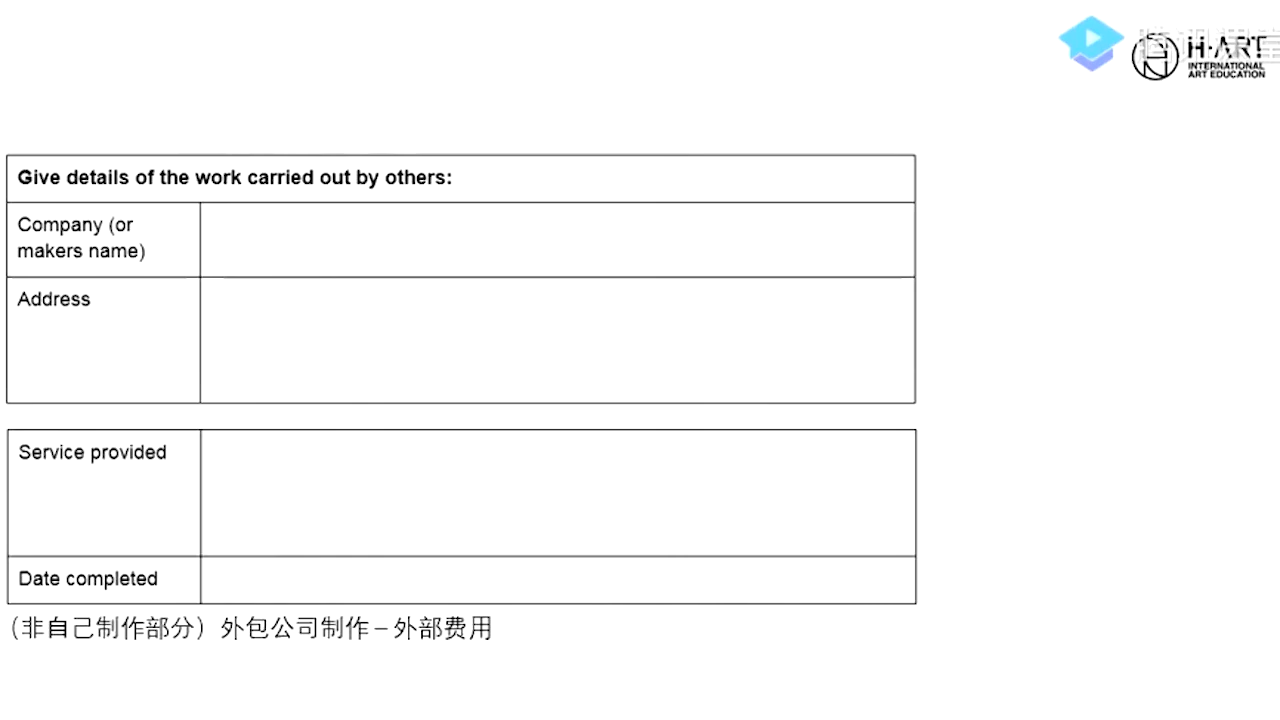 H·ART
INTERNATIONAL
ART EDUCATION
Give details of the work carried out by others:
Company (or
makers name)
Address
Service provided
Date completed
（非自己制作部分）外包公司制作 – 外部费用